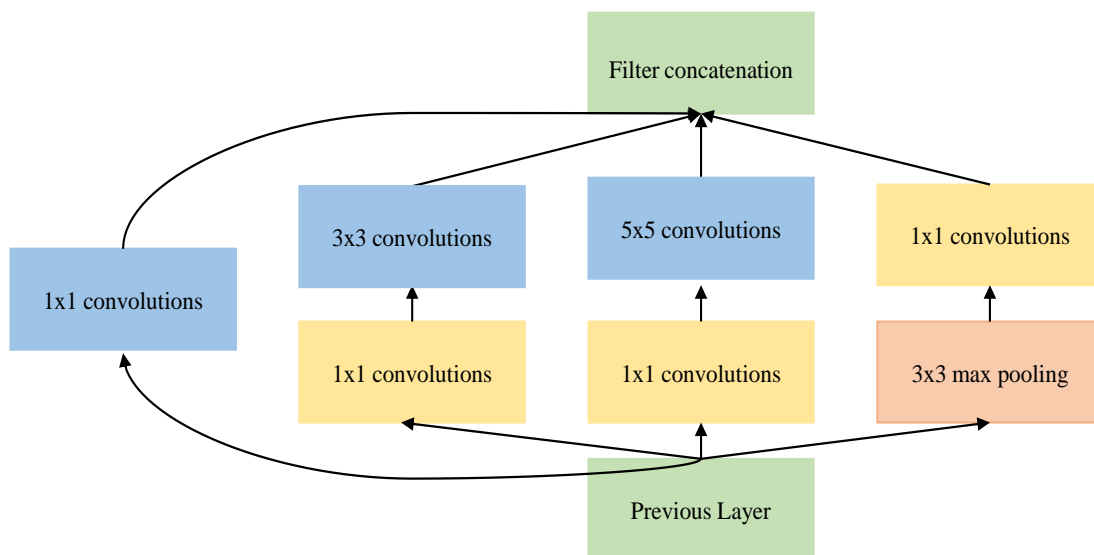 Filter concatenation
3x3 convolutions
5x5 convolutions
1x1 convolutions
1x1 convolutions
1x1 convolutions
1x1 convolutions
3x3 max pooling
Previous Layer